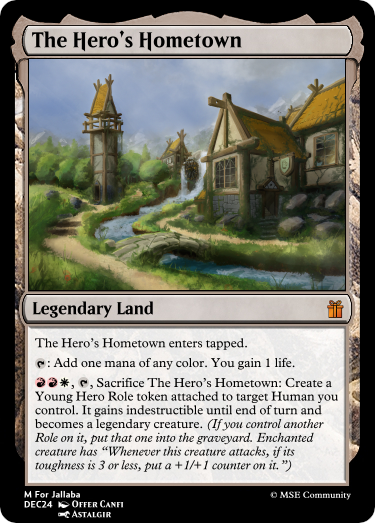 The Hero's Hometown
Legendary Land
The Hero's Hometown enters tapped.
: Add one mana of any color. You gain 1 life.
, , Sacrifice The Hero's Hometown: Create a
Young Hero Role token attached to target Human you
control. It gains indestructible until end of turn and
becomes a legendary creature. (If you control another
Role on it, put that one into the graveyard. Enchanted
creature has “Whenever this creature attacks, if its
toughness is 3 or less, put a +1/+1 counter on it.”)
M For Jallaba
DEC24 Offer Canfi
Astalgir
© MSE Community